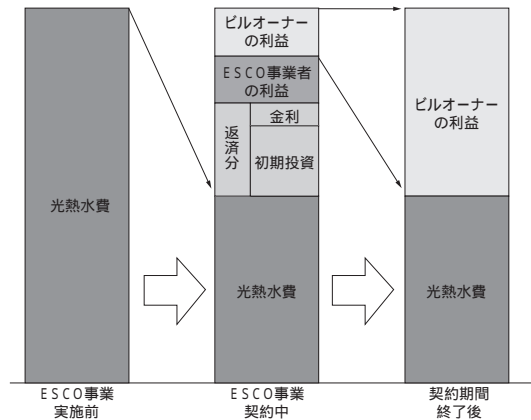 光熱水費
ESCO事業
実施前
ビルオーナー
の利益
ESCO事業者
の利益
返済分
金利
初期投資
光熱水費
ESCO事業
契約中
ビルオーナー
の利益
光熱水費
契約期間
終了後